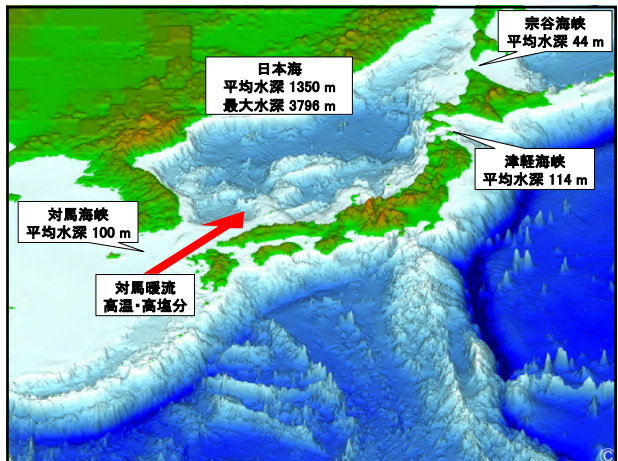 宗谷海峡
平均水深 44 m
日本海
平均水深 1350 m
最大水深 3796 m
津軽海峡
平均水深 114 m
対馬海峡
平均水深 100 m
対馬暖流
高温・高塩分
©